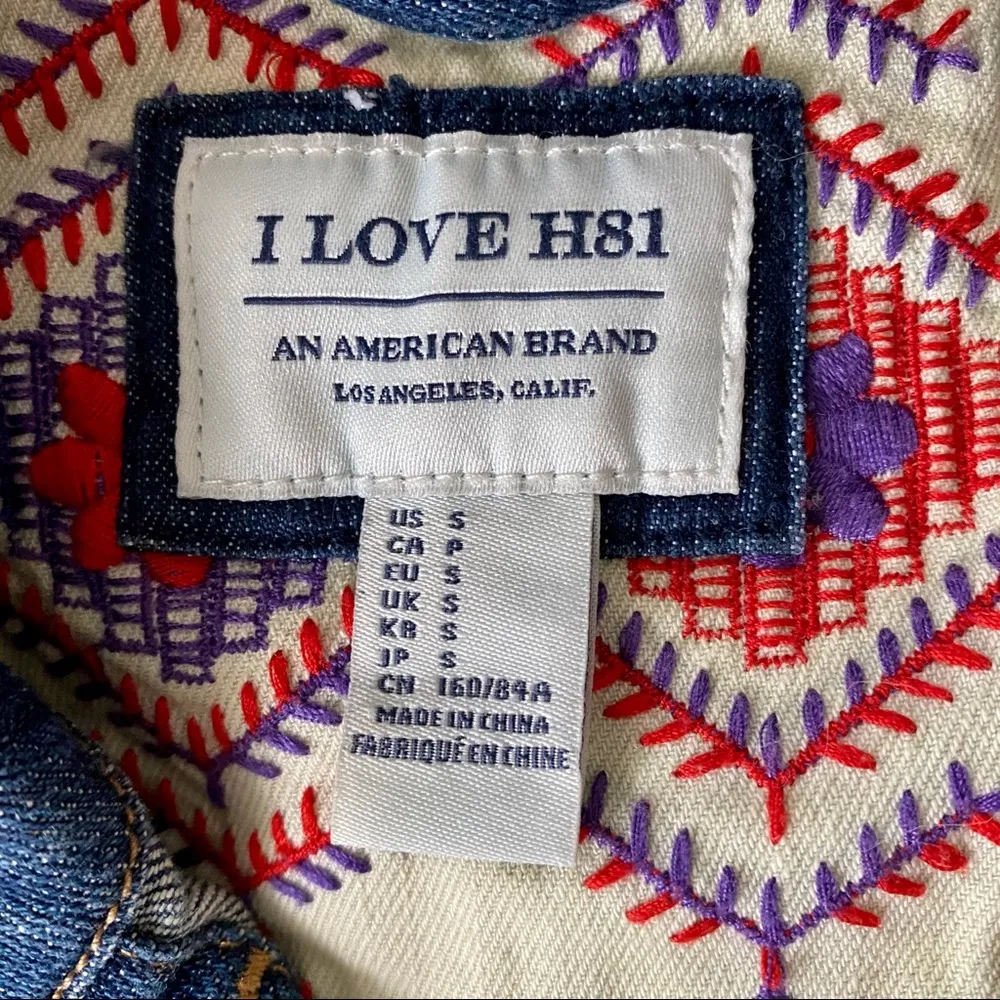 I LOVE H81
AN AMERICAN BRAND
LOS ANGELES, CALIF.
US S
CA P
EU S
UK S
KR S
JP S
CN 160/84A
MADE IN CHINA
FABRIQUÉ EN CHINE